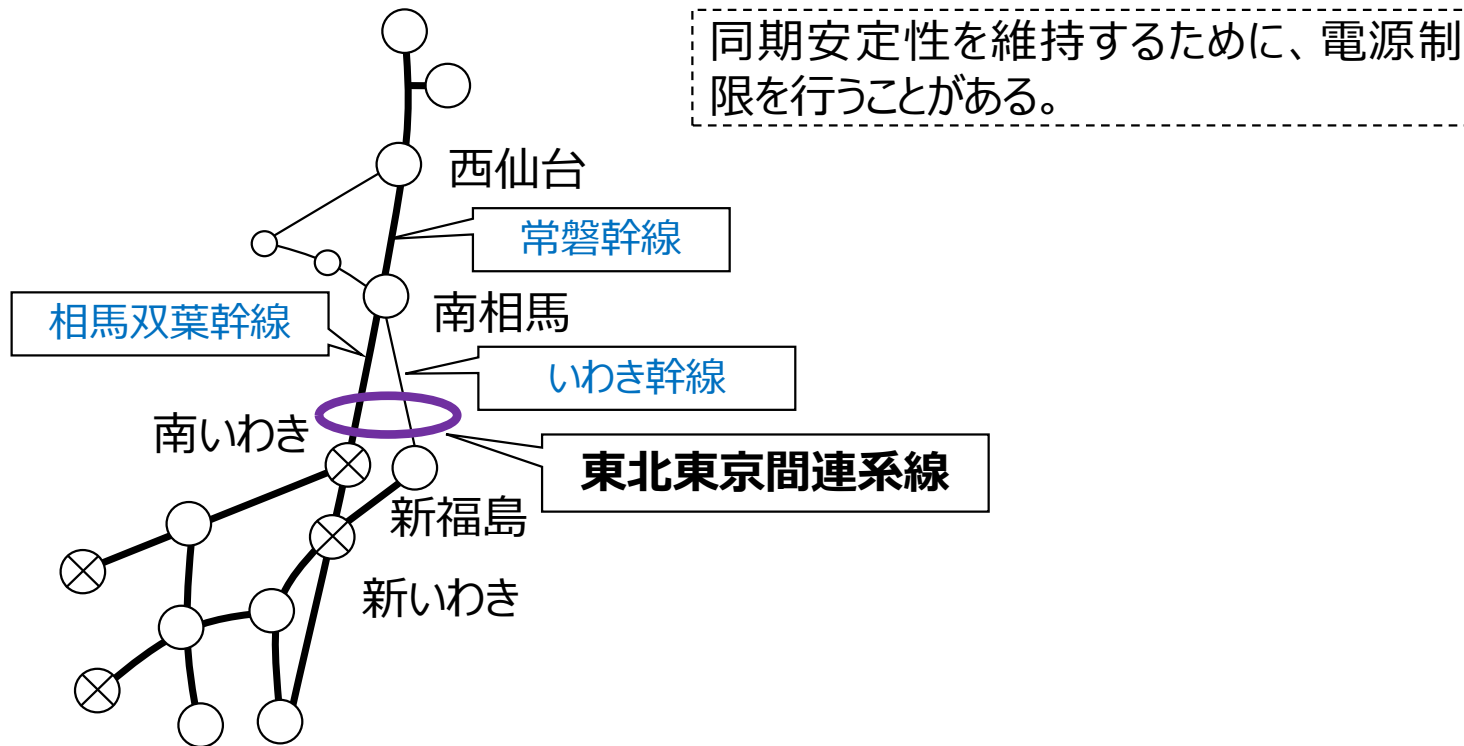 同期安定性を維持するために、電源制
限を行うことがある。
西仙台
常磐幹線
南相馬
相馬双葉幹線
いわき幹線
南いわき
東北東京間連系線
新福島
新いわき